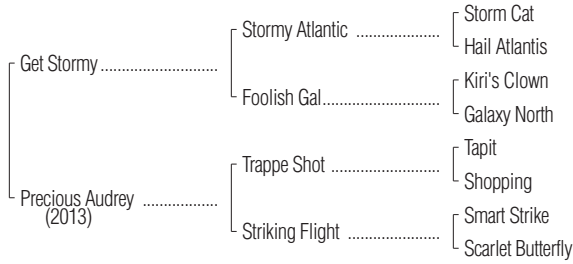 Storm Cat
Stormy Atlantic ....................
Hail Atlantis
Get Stormy ............................
Kiri's Clown
Foolish Gal............................
Galaxy North
Tapit
Trappe Shot ..........................
Shopping
Precious Audrey ..................
(2013)
Smart Strike
Striking Flight ......................
Scarlet Butterfly